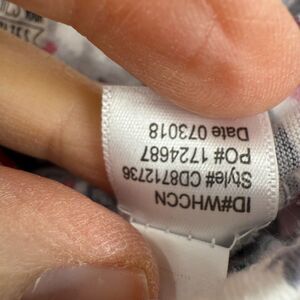 ID#WHCCN
Style# CD8712736
PO# 1724687
Date 073018